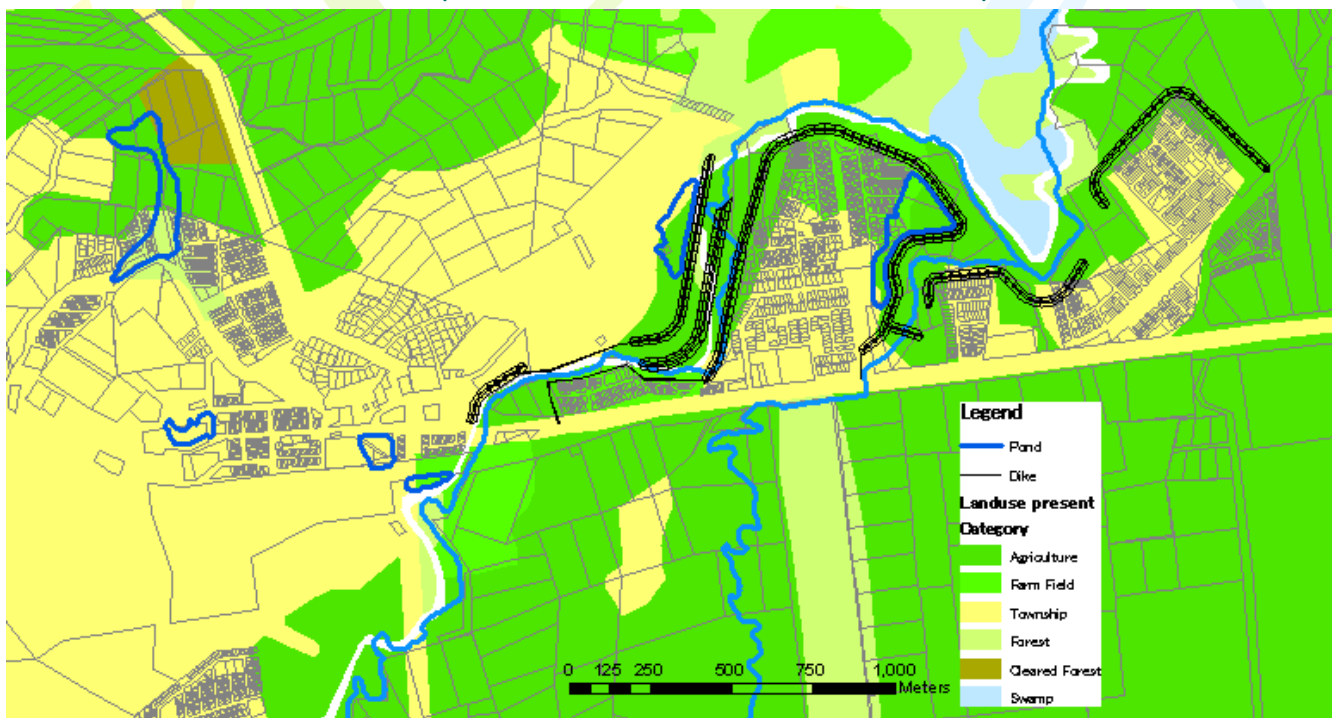 Legend
Pond
Dike
Landuse present
Category
Agriculture
Farm Field
Township
Forest
Cleared Forest
Swamp
0 125 250 500 750 1,000
Meters